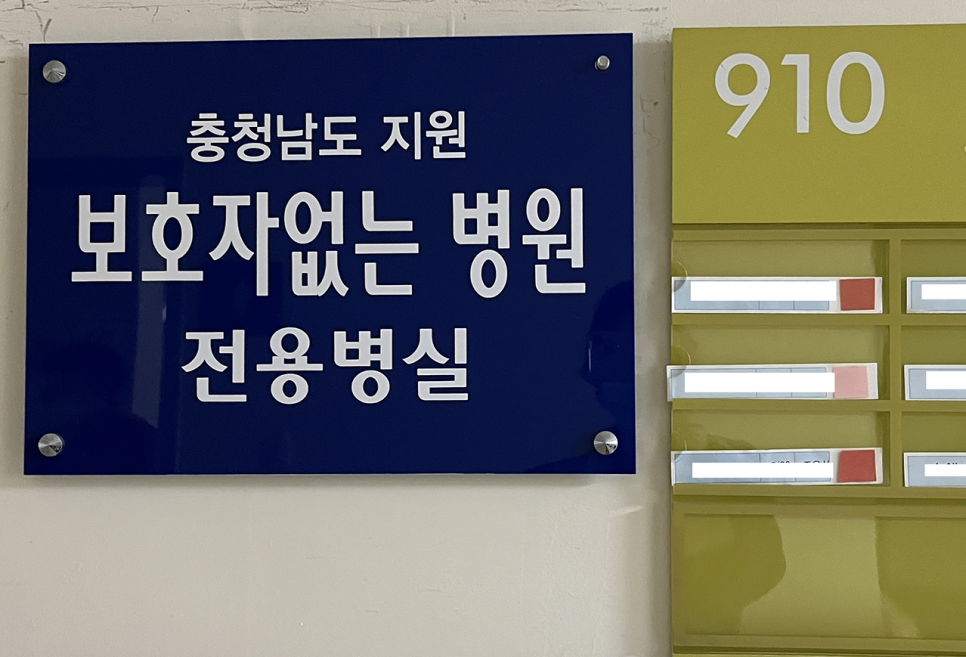 충청남도 지원
보호자없는 병원
전용병실
910